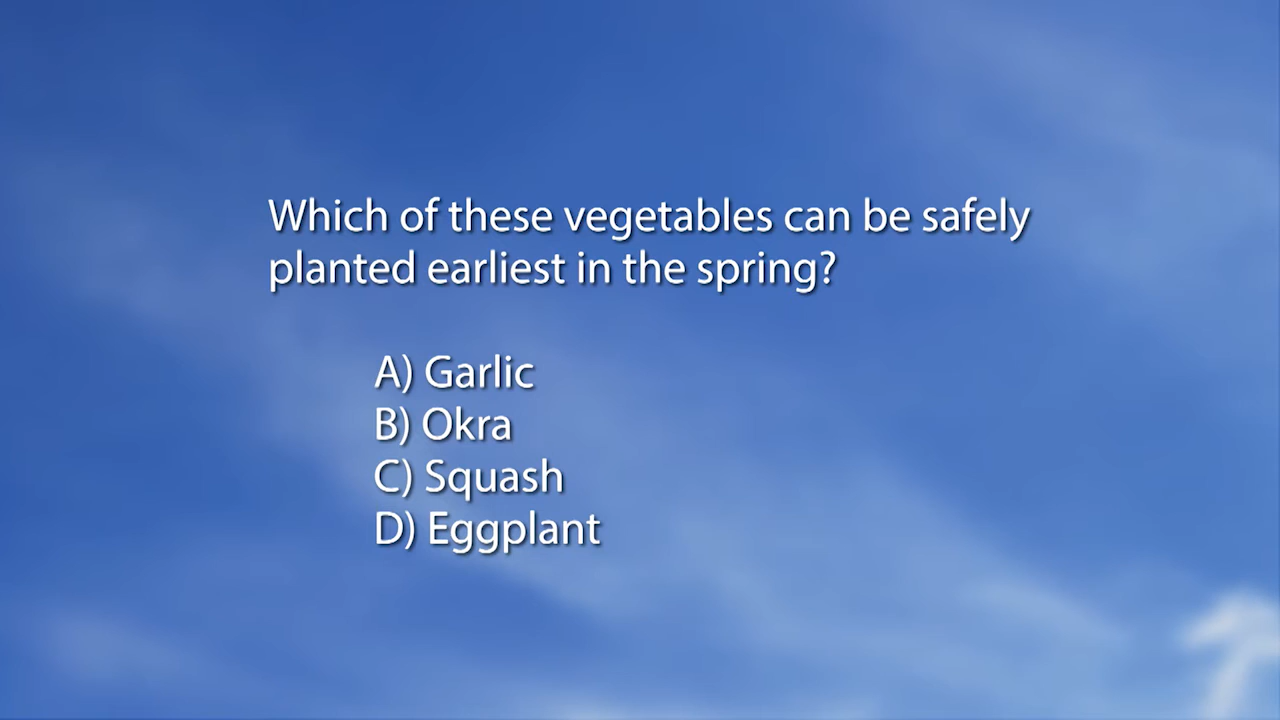 Which of these vegetables can be safely
planted earliest in the spring?
A) Garlic
B) Okra
C) Squash
D) Eggplant